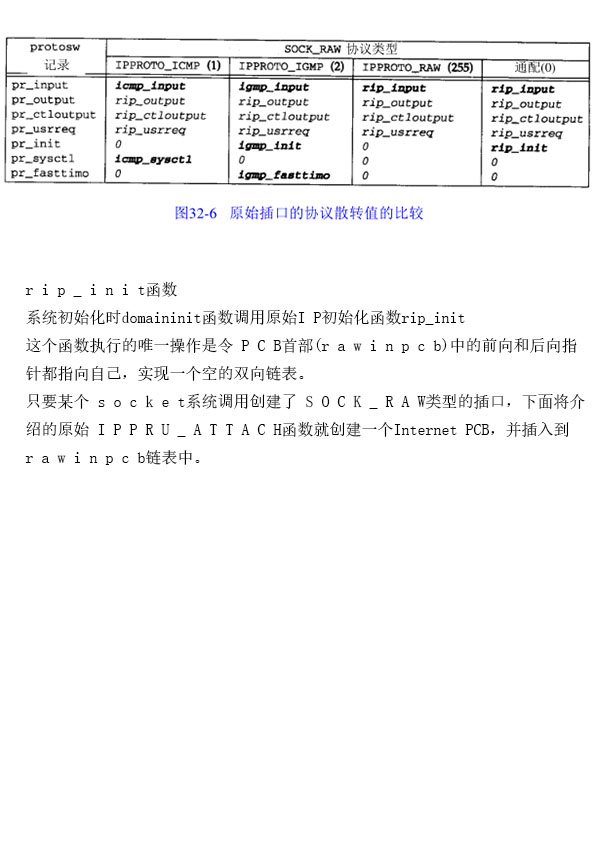 protosw 记录 SOCK_RAW 协议类型
IPPROTO_ICMP (1) IPPROTO_IGMP (2) IPPROTO_RAW (255) 通配(0)
pr_input icmp_input igmp_input rip_input rip_input
pr_output rip_output rip_output rip_output rip_output
pr_ctloutput rip_ctloutput rip_ctloutput rip_ctloutput rip_ctloutput
pr_usrreq rip_usrreq rip_usrreq rip_usrreq rip_usrreq
pr_init 0 igmp_init 0 rip_init
pr_sysctl icmp_sysctl 0 0 0
pr_fasttimo 0 igmp_fasttimo 0 0
图32-6 原始插口的协议散转值的比较
r i p _ i n i t函数
系统初始化时domaininit函数调用原始I P初始化函数rip_init
这个函数执行的唯一操作是令 P C B首部(r a w i n p c b)中的前向和后向指
针都指向自己，实现一个空的双向链表。
只要某个 s o c k e t系统调用创建了 S O C K _ R A W类型的插口，下面将介
绍的原始 I P P R U _ A T T A C H函数就创建一个Internet PCB，并插入到
r a w i n p c b链表中。